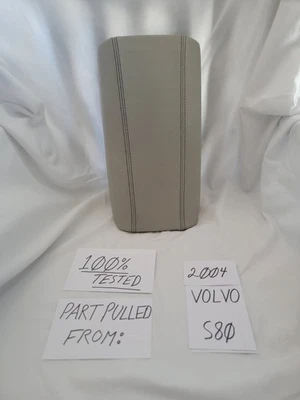 100%
TESTED
PART PULLED
FROM:
2004
VOLVO
S80